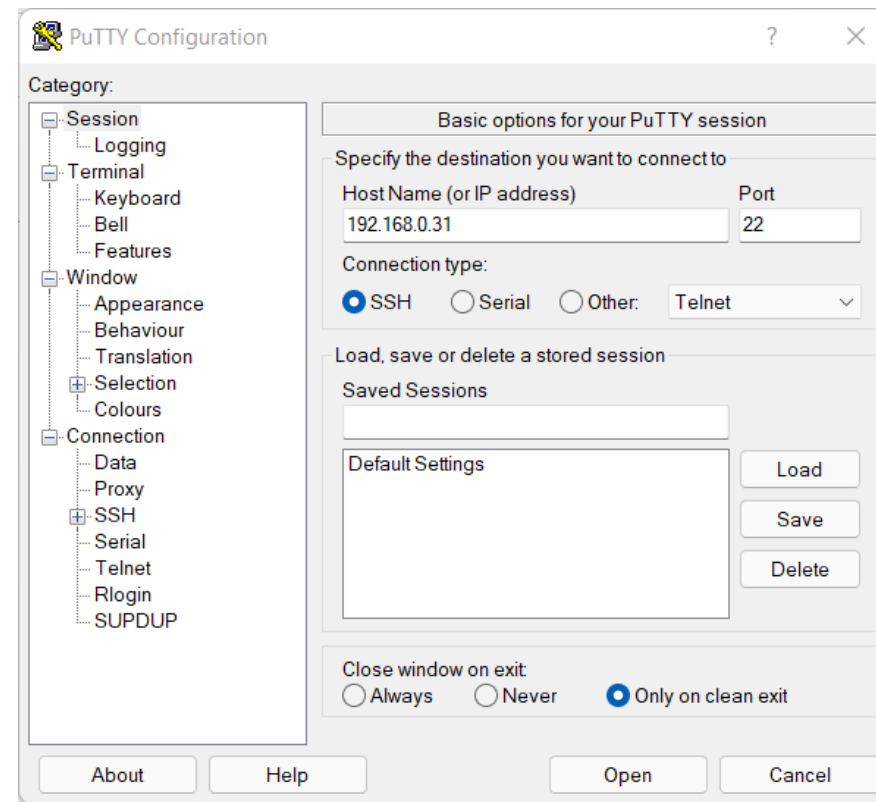 PuTTY Configuration
Category:
Session
Logging
Terminal
Keyboard
Bell
Features
Window
Appearance
Behaviour
Translation
Selection
Colours
Connection
Data
Proxy
SSH
Serial
Telnet
Rlogin
SUPDUP
Basic options for your PuTTY session
Specify the destination you want to connect to
Host Name (or IP address) Port
192.168.0.31 22
Connection type:
SSH Serial Other: Telnet
Load, save or delete a stored session
Saved Sessions
Default Settings
Load
Save
Delete
Close window on exit:
Always Never Only on clean exit
About Help Open Cancel